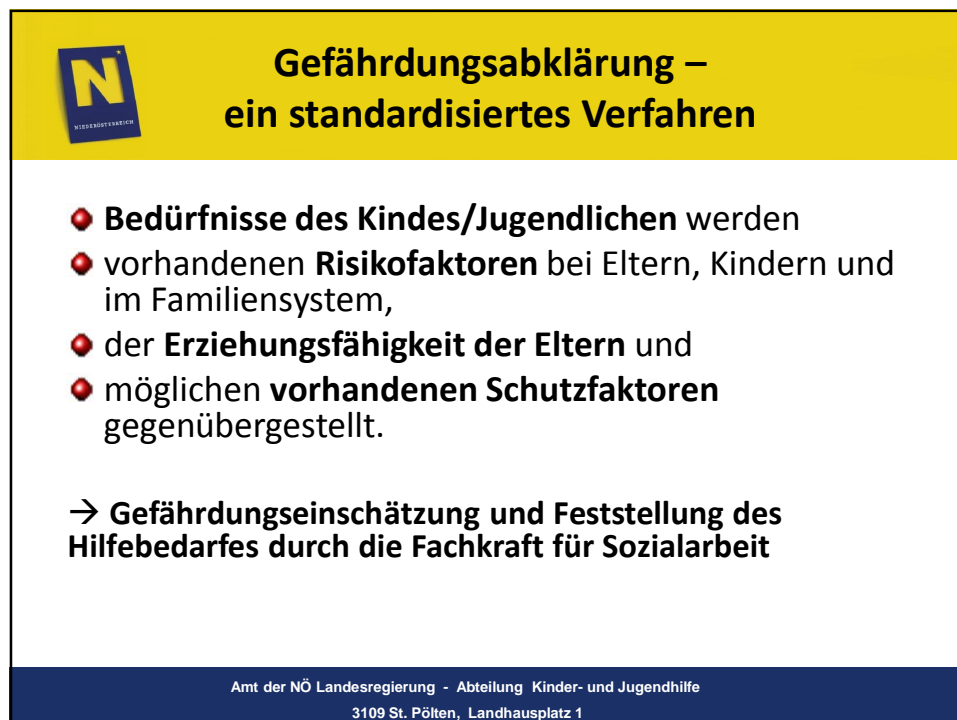 N
NIEDERÖSTERREICH
Gefährdungsabklärung –
ein standardisiertes Verfahren
Bedürfnisse des Kindes/Jugendlichen werden
vorhandenen Risikofaktoren bei Eltern, Kindern und
im Familiensystem,
der Erziehungsfähigkeit der Eltern und
möglichen vorhandenen Schutzfaktoren
gegenübergestellt.
→ Gefährdungseinschätzung und Feststellung des
Hilfebedarfes durch die Fachkraft für Sozialarbeit
Amt der NÖ Landesregierung - Abteilung Kinder- und Jugendhilfe
3109 St. Pölten, Landhausplatz 1